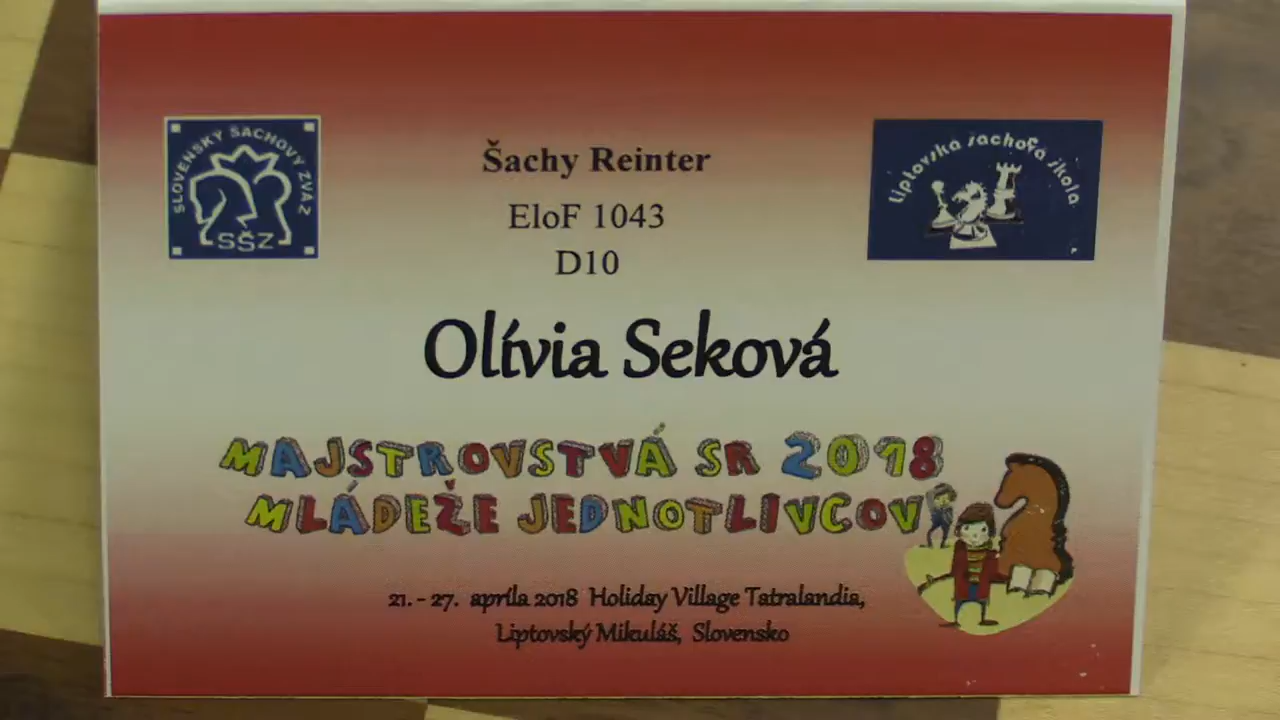 SLOVENSKÝ ŠACHOVÝ ZVÄZ
SŠZ
Liptovská šachová škola
Šachy Reinter
EloF 1043
D10
Olívia Seková
MAJSTROVSTVÁ SR 2018
MLÁDEŽE JEDNOTLIVCOV
21. - 27. apríla 2018 Holiday Village Tatralandia,
Liptovský Mikuláš, Slovensko